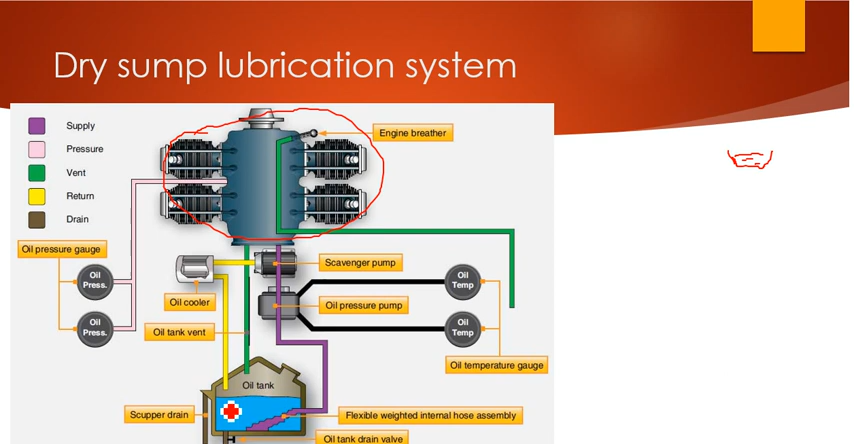 Dry sump lubrication system
Supply
Pressure
Vent
Return
Drain
Engine breather
Oil pressure gauge
Oil
Press.
Oil
Press.
Oil cooler
Scavenger pump
Oil pressure pump
Oil
Temp
Oil
Temp
Oil temperature gauge
Oil tank vent
Oil tank
Scupper drain
Flexible weighted internal hose assembly
Oil tank drain valve